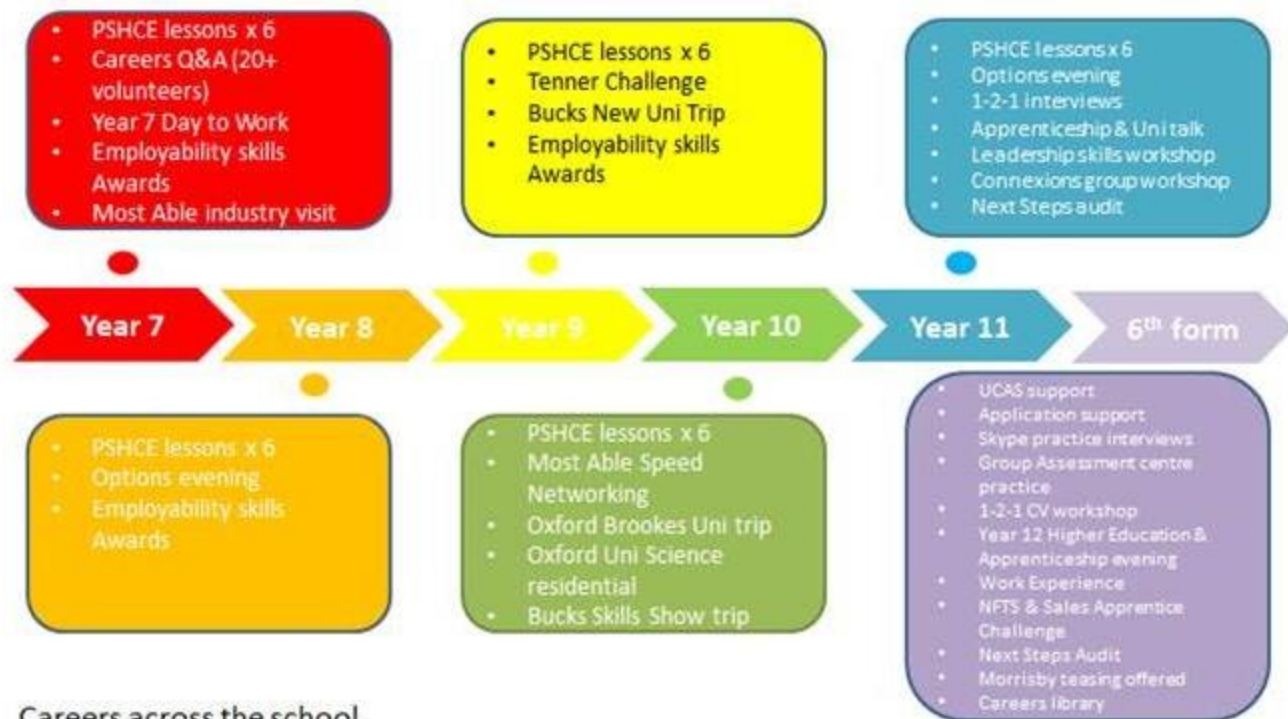 PSHCE lessons x 6
Careers Q&A (20+
volunteers)
Year 7 Day to Work
Employability skills
Awards
Most Able industry visit
PSHCE lessons x 6
Tenner Challenge
Bucks New Uni Trip
Employability skills
Awards
PSHCE lessons x 6
Options evening
1-2-1 interviews
Apprenticeship & Uni talk
Leadership skills workshop
Connexions group workshop
Next Steps audit
Year 7
Year 8
Year 9
Year 10
Year 11
6th form
PSHCE lessons x 6
Options evening
Employability skills
Awards
PSHCE lessons x 6
Most Able Speed
Networking
Oxford Brookes Uni trip
Oxford Uni Science
residential
Bucks Skills Show trip
UCAS support
Application support
Skype practice interviews
Group Assessment centre
practice
1-2-1 CV workshop
Year 12 Higher Education &
Apprenticeship evening
Work Experience
NFTS & Sales Apprentice
Challenge
Next Steps Audit
Morrisby teasing offered
Careers library
Careers across the school